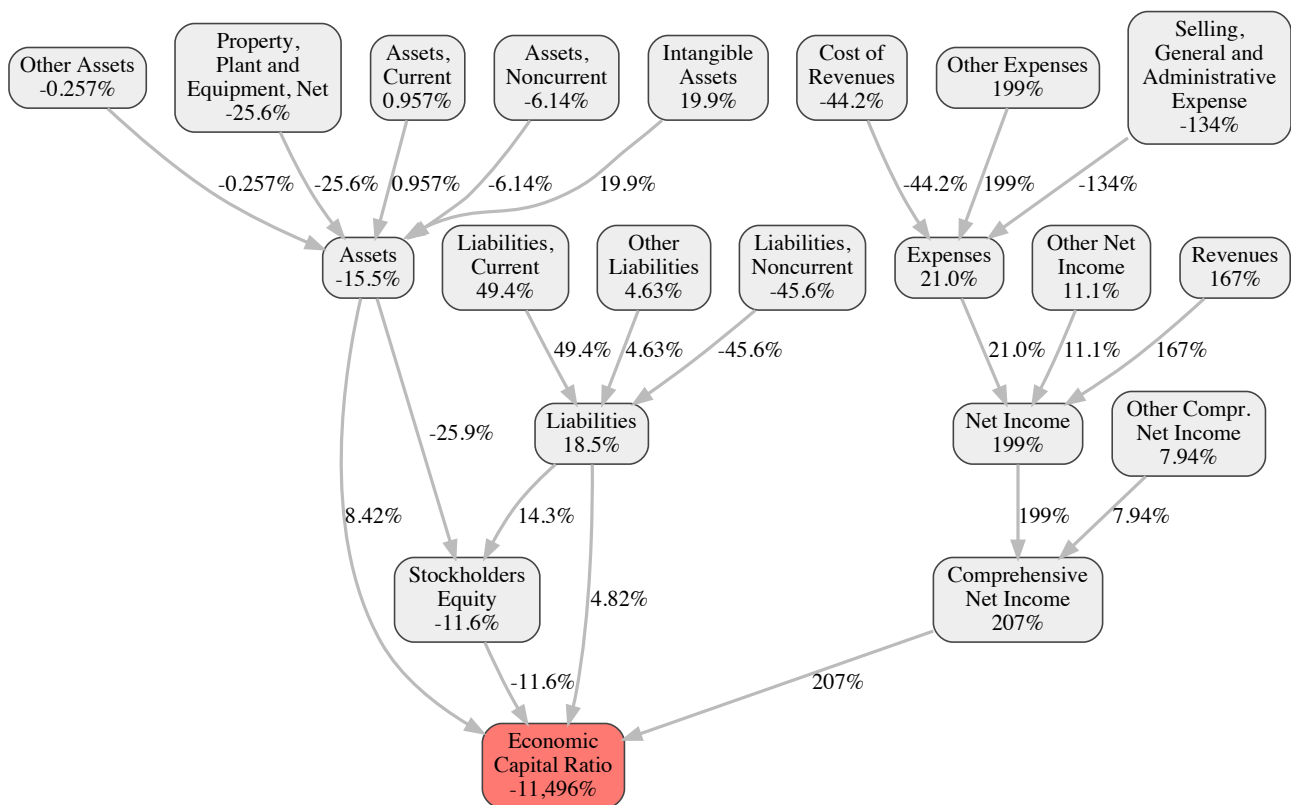 Other Assets
-0.257%
Property,
Plant and
Equipment, Net
-25.6%
Assets,
Current
0.957%
Assets,
Noncurrent
-6.14%
Intangible
Assets
19.9%
Cost of
Revenues
-44.2%
Other Expenses
199%
Selling,
General and
Administrative
Expense
-134%
-0.257%
-25.6%
0.957%
-6.14%
19.9%
-44.2%
199%
-134%
Assets
-15.5%
Liabilities,
Current
49.4%
Other
Liabilities
4.63%
Liabilities,
Noncurrent
-45.6%
Expenses
21.0%
Other Net
Income
11.1%
Revenues
167%
49.4%
4.63%
-45.6%
21.0%
11.1%
167%
-25.9%
Liabilities
18.5%
Net Income
199%
Other Compr.
Net Income
7.94%
8.42%
14.3%
199%
7.94%
Stockholders
Equity
-11.6%
4.82%
Comprehensive
Net Income
207%
-11.6%
207%
Economic
Capital Ratio
-11,496%